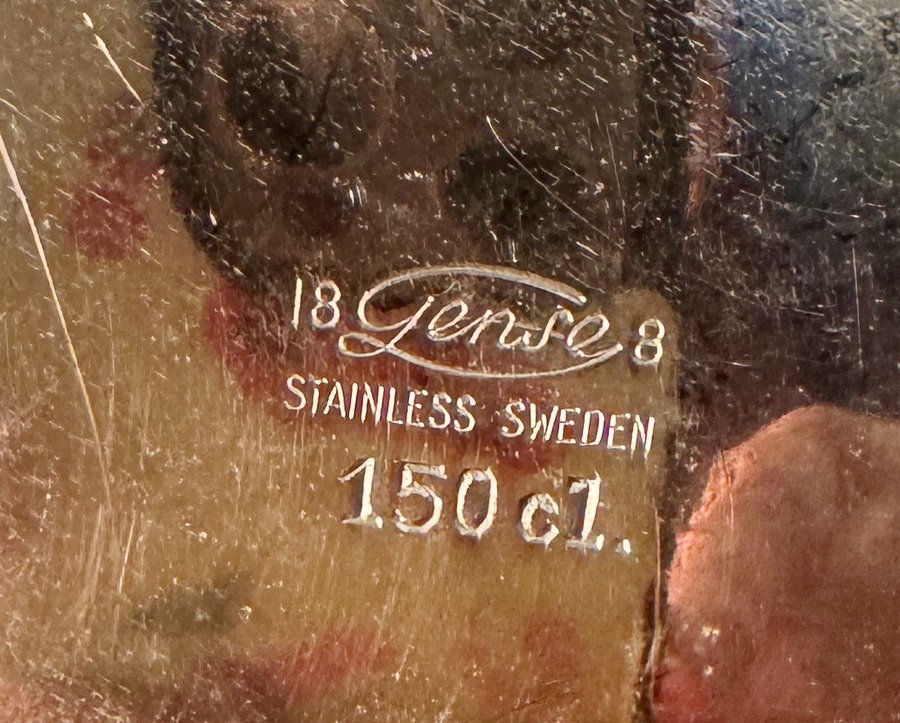 18 Gense 8
STAINLESS SWEDEN
150 cl.